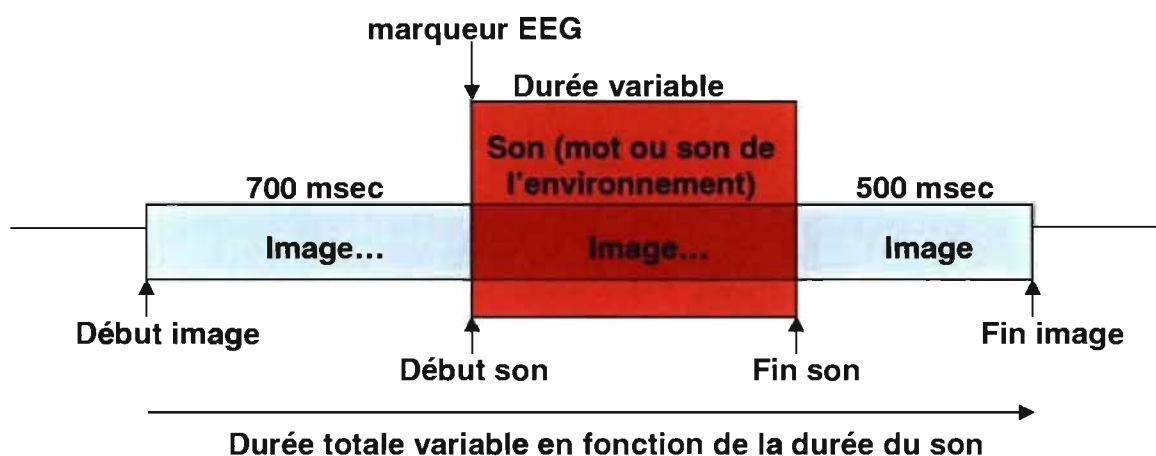 marqueur EEG
Durée variable
Son (mot ou son de
l'environnement)
700 msec
500 msec
Image...
Image...
Image
Début image
Fin image
Début son
Fin son
Durée totale variable en fonction de la durée du son